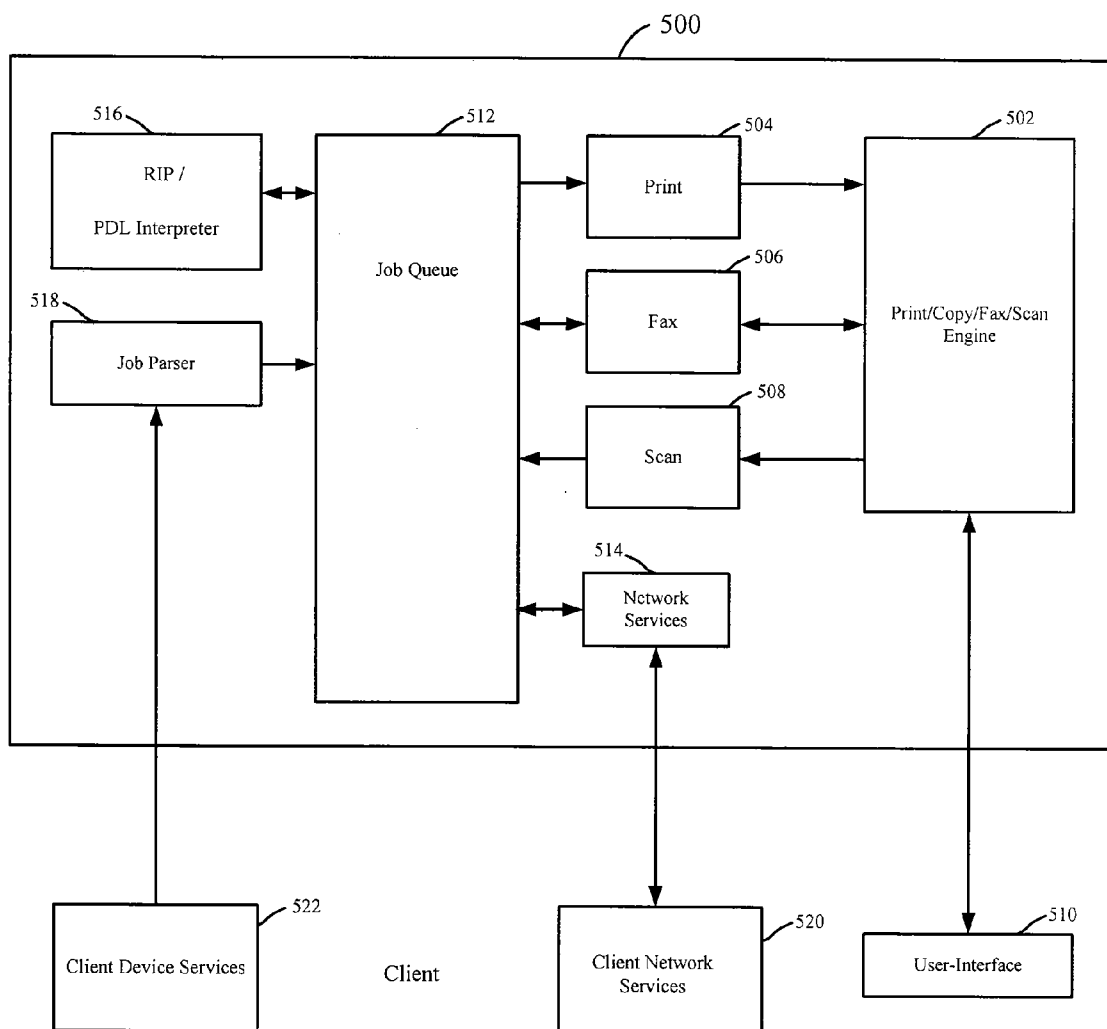 500
516
512
504
502
RIP /
PDL Interpreter
Job Queue
Print
506
Fax
Print/Copy/Fax/Scan
Engine
518
Job Parser
508
Scan
514
Network
Services
522
Client Device Services
Client
520
Client Network
Services
510
User-Interface